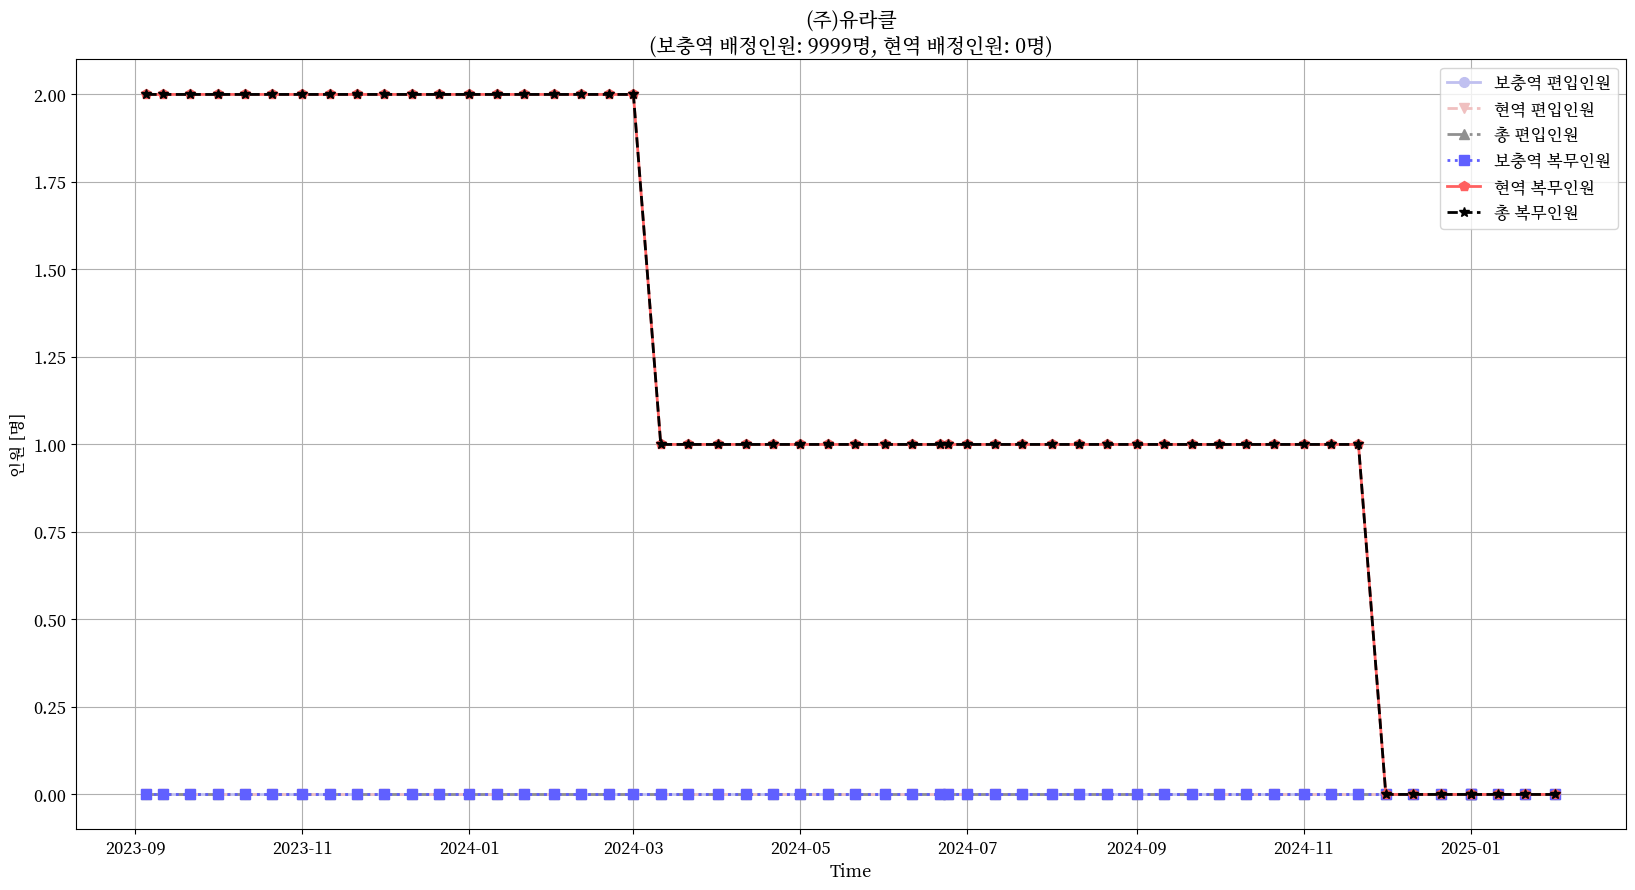 (주)유라클
(보충역 배정인원: 9999명, 현역 배정인원: 0명)
보충역 편입인원
현역 편입인원
총 편입인원
보충역 복무인원
현역 복무인원
총 복무인원
인원 [명]
2.00
1.75
1.50
1.25
1.00
0.75
0.50
0.25
0.00
2023-09 2023-11 2024-01 2024-03 2024-05 2024-07 2024-09 2024-11 2025-01
Time